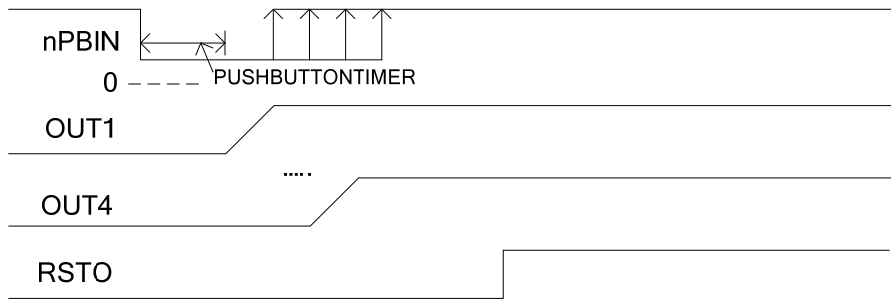 nPBIN
0
PUSHBUTTONTIMER
OUT1
.....
OUT4
RSTO